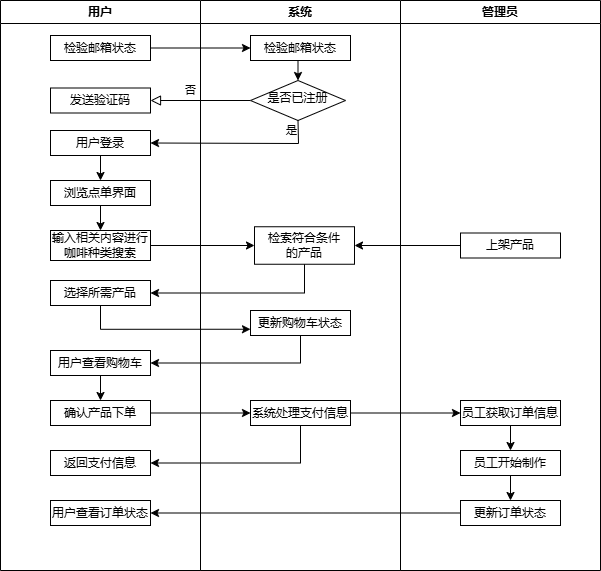 用户
系统
管理员
检验邮箱状态
检验邮箱状态
否
发送验证码
是否已注册
是
用户登录
浏览点单界面
输入相关内容进行
咖啡种类搜索
检索符合条件
的产品
上架产品
选择所需产品
更新购物车状态
用户查看购物车
确认产品下单
系统处理支付信息
员工获取订单信息
返回支付信息
员工开始制作
用户查看订单状态
更新订单状态